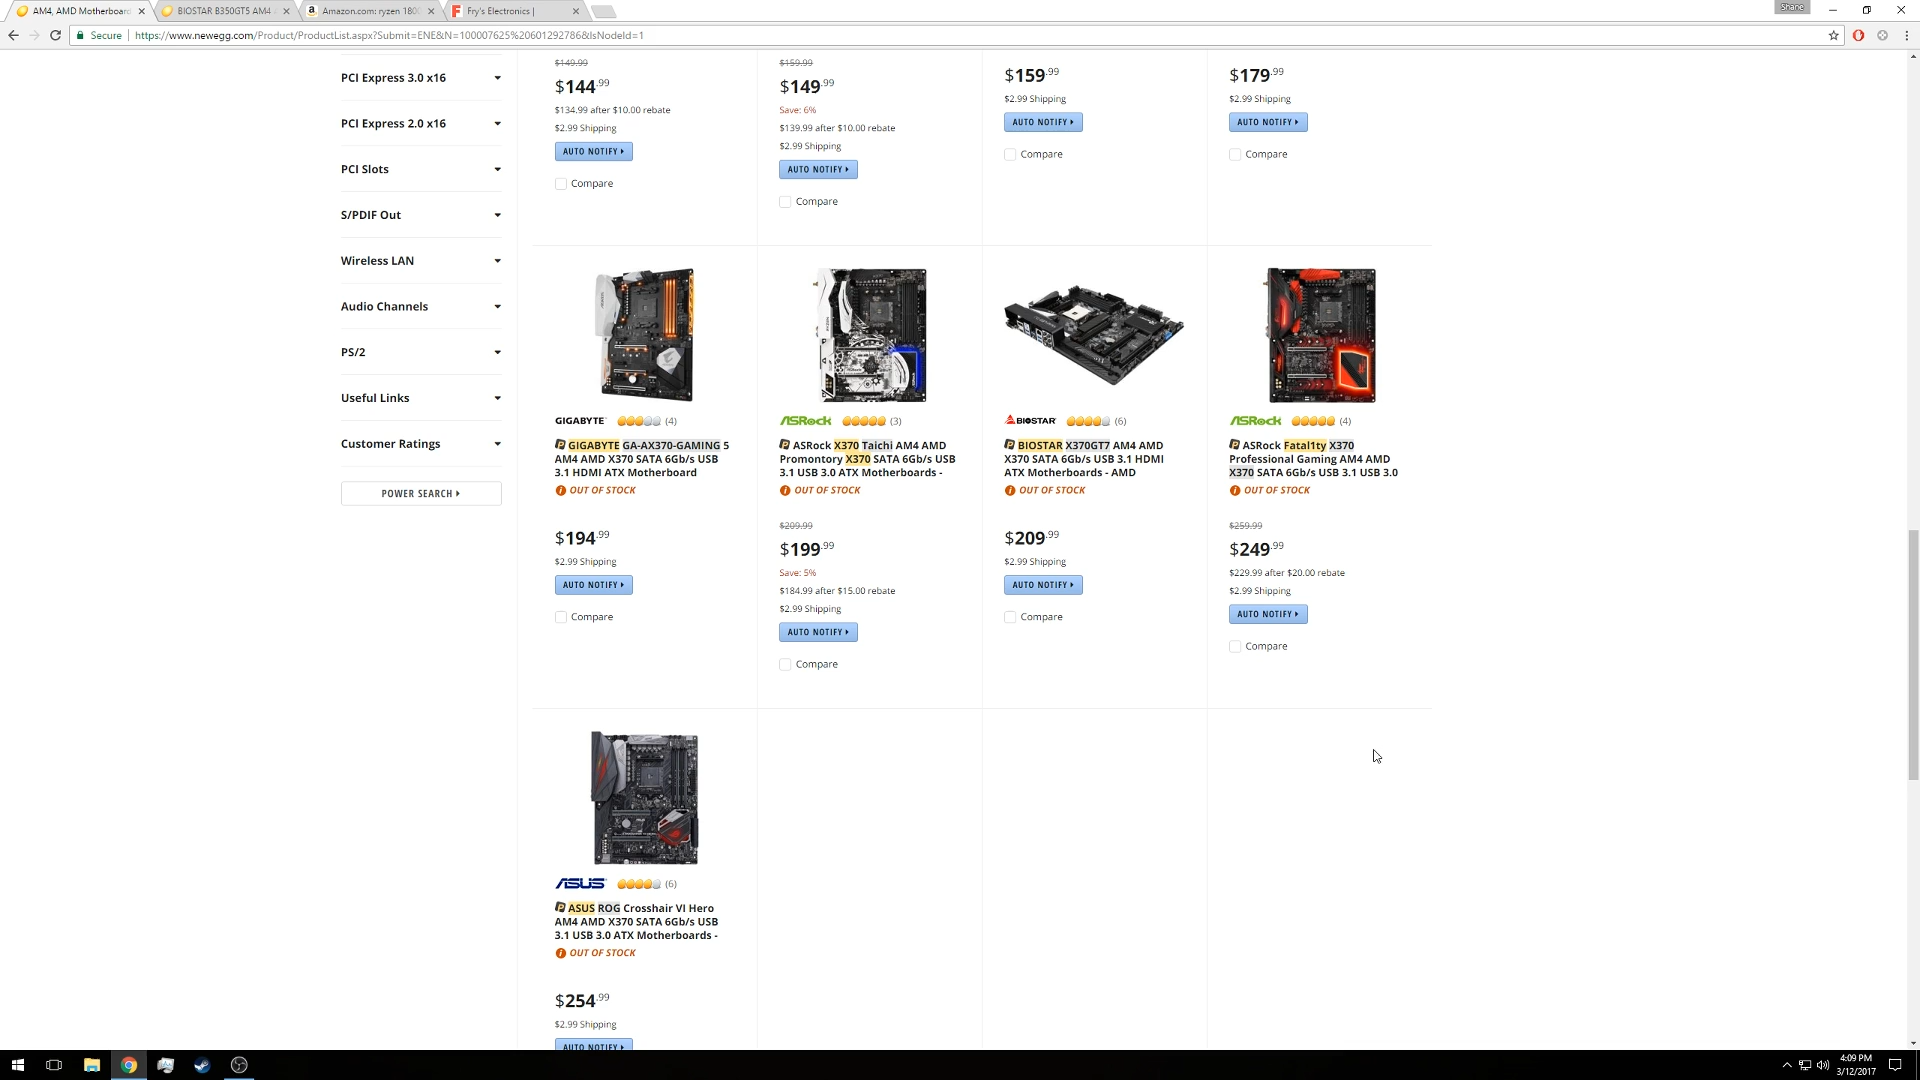 AM4, AMD Motherboard
BIOSTAR B350GT5 AM4
Amazon.com: ryzen 180
Fry's Electronics |
Shane
Secure | https://www.newegg.com/Product/ProductList.aspx?Submit=ENE&N=100007625%20601292786&IsNodeId=1
PCI Express 3.0 x16
PCI Express 2.0 x16
PCI Slots
S/PDIF Out
Wireless LAN
Audio Channels
PS/2
Useful Links
Customer Ratings
POWER SEARCH
$149.99
$144.99
$134.99 after $10.00 rebate
$2.99 Shipping
AUTO NOTIFY
Compare
$159.99
$149.99
Save: 6%
$139.99 after $10.00 rebate
$2.99 Shipping
AUTO NOTIFY
Compare
$159.99
$2.99 Shipping
AUTO NOTIFY
Compare
$179.99
$2.99 Shipping
AUTO NOTIFY
Compare
GIGABYTE (4)
GIGABYTE GA-AX370-GAMING 5
AM4 AMD X370 SATA 6Gb/s USB
3.1 HDMI ATX Motherboard
OUT OF STOCK
$194.99
$2.99 Shipping
AUTO NOTIFY
Compare
ASRock (3)
ASRock X370 Taichi AM4 AMD
Promontory X370 SATA 6Gb/s USB
3.1 USB 3.0 ATX Motherboards -
OUT OF STOCK
$209.99
$199.99
Save: 5%
$184.99 after $15.00 rebate
$2.99 Shipping
AUTO NOTIFY
Compare
BIOSTAR (6)
BIOSTAR X370GT7 AM4 AMD
X370 SATA 6Gb/s USB 3.1 HDMI
ATX Motherboards - AMD
OUT OF STOCK
$209.99
$2.99 Shipping
AUTO NOTIFY
Compare
ASRock (4)
ASRock Fatal1ty X370
Professional Gaming AM4 AMD
X370 SATA 6Gb/s USB 3.1 USB 3.0
OUT OF STOCK
$259.99
$249.99
$229.99 after $20.00 rebate
$2.99 Shipping
AUTO NOTIFY
Compare
ASUS (6)
ASUS ROG Crosshair VI Hero
AM4 AMD X370 SATA 6Gb/s USB
3.1 USB 3.0 ATX Motherboards -
OUT OF STOCK
$254.99
$2.99 Shipping
AUTO NOTIFY
4:09 PM
3/12/2017